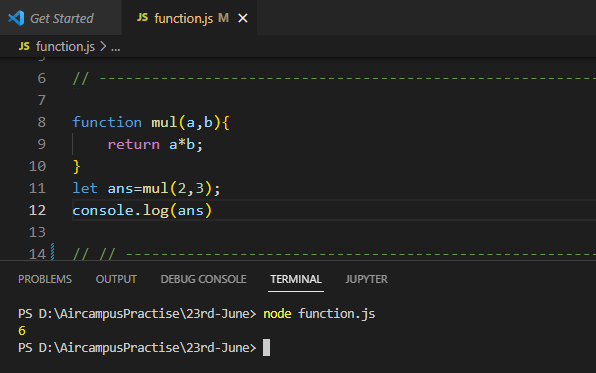 Get Started
JS function.js M ×
JS function.js > ...
6 // --------------------------------------------------------
7
8 function mul(a,b){
9 return a*b;
10 }
11 let ans=mul(2,3);
12 console.log(ans)
13
14 // // -----------------------------------------------------
PROBLEMS OUTPUT DEBUG CONSOLE TERMINAL JUPYTER
PS D:\AircampusPractise\23rd-June> node function.js
6
PS D:\AircampusPractise\23rd-June>